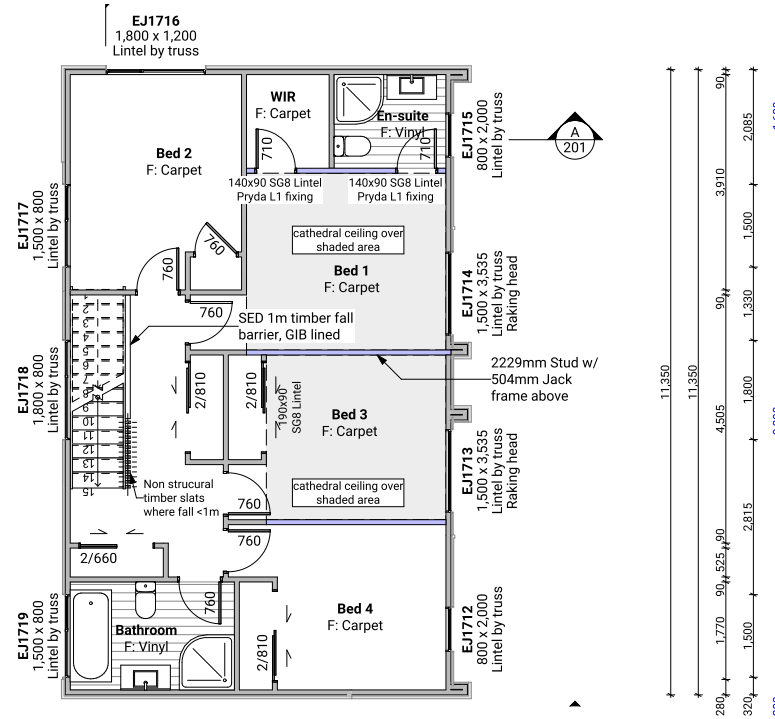 EJ1716
1,800 x 1,200
Lintel by truss
WIR
F: Carpet
En-suite
F: Vinyl
EJ1715
800 x 2,000
Lintel by truss
A
201
Bed 2
F: Carpet
710
710
140x90 SG8 Lintel
Pryda L1 fixing
140x90 SG8 Lintel
Pryda L1 fixing
EJ1717
1,500 x 800
Lintel by truss
760
760
cathedral ceiling over
shaded area
Bed 1
F: Carpet
EJ1714
1,500 x 3,535
Lintel by truss
Raking head
760
SED 1m timber fall
barrier, GIB lined
1
2
3
4
5
6
7
8
9
10
11
12
13
14
15
EJ1718
1,800 x 800
Lintel by truss
2/810
2/810
190x90
SG8 Lintel
2229mm Stud w/
504mm Jack
frame above
Bed 3
F: Carpet
EJ1713
1,500 x 3,535
Lintel by truss
Raking head
Non strucural
timber slats
where fall <1m
cathedral ceiling over
shaded area
760
760
2/660
760
EJ1719
1,500 x 800
Lintel by truss
Bathroom
F: Vinyl
2/810
Bed 4
F: Carpet
EJ1712
800 x 2,000
Lintel by truss
11,350
11,350
90
3,910
90
4,505
90
525
90
1,770
280
2,085
1,500
1,330
1,800
2,815
1,500
320